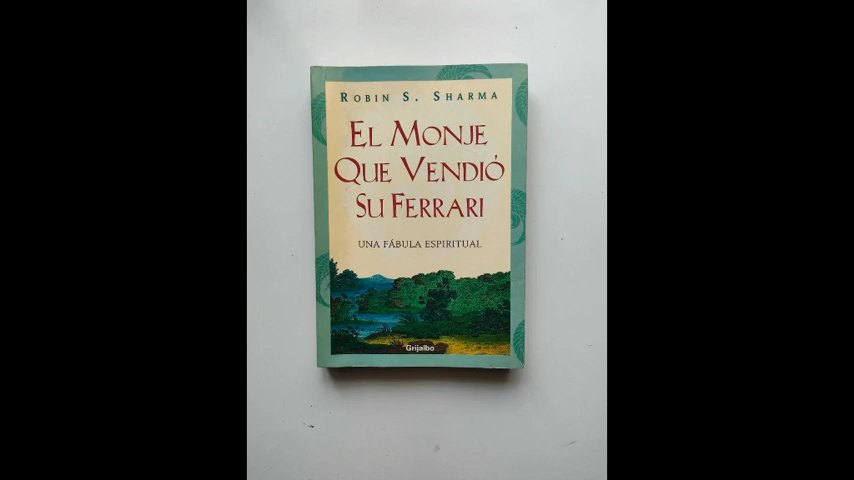 ROBIN S. SHARMA
EL MONJE
QUE VENDIÓ
SU FERRARI
UNA FÁBULA ESPIRITUAL
Grijalbo